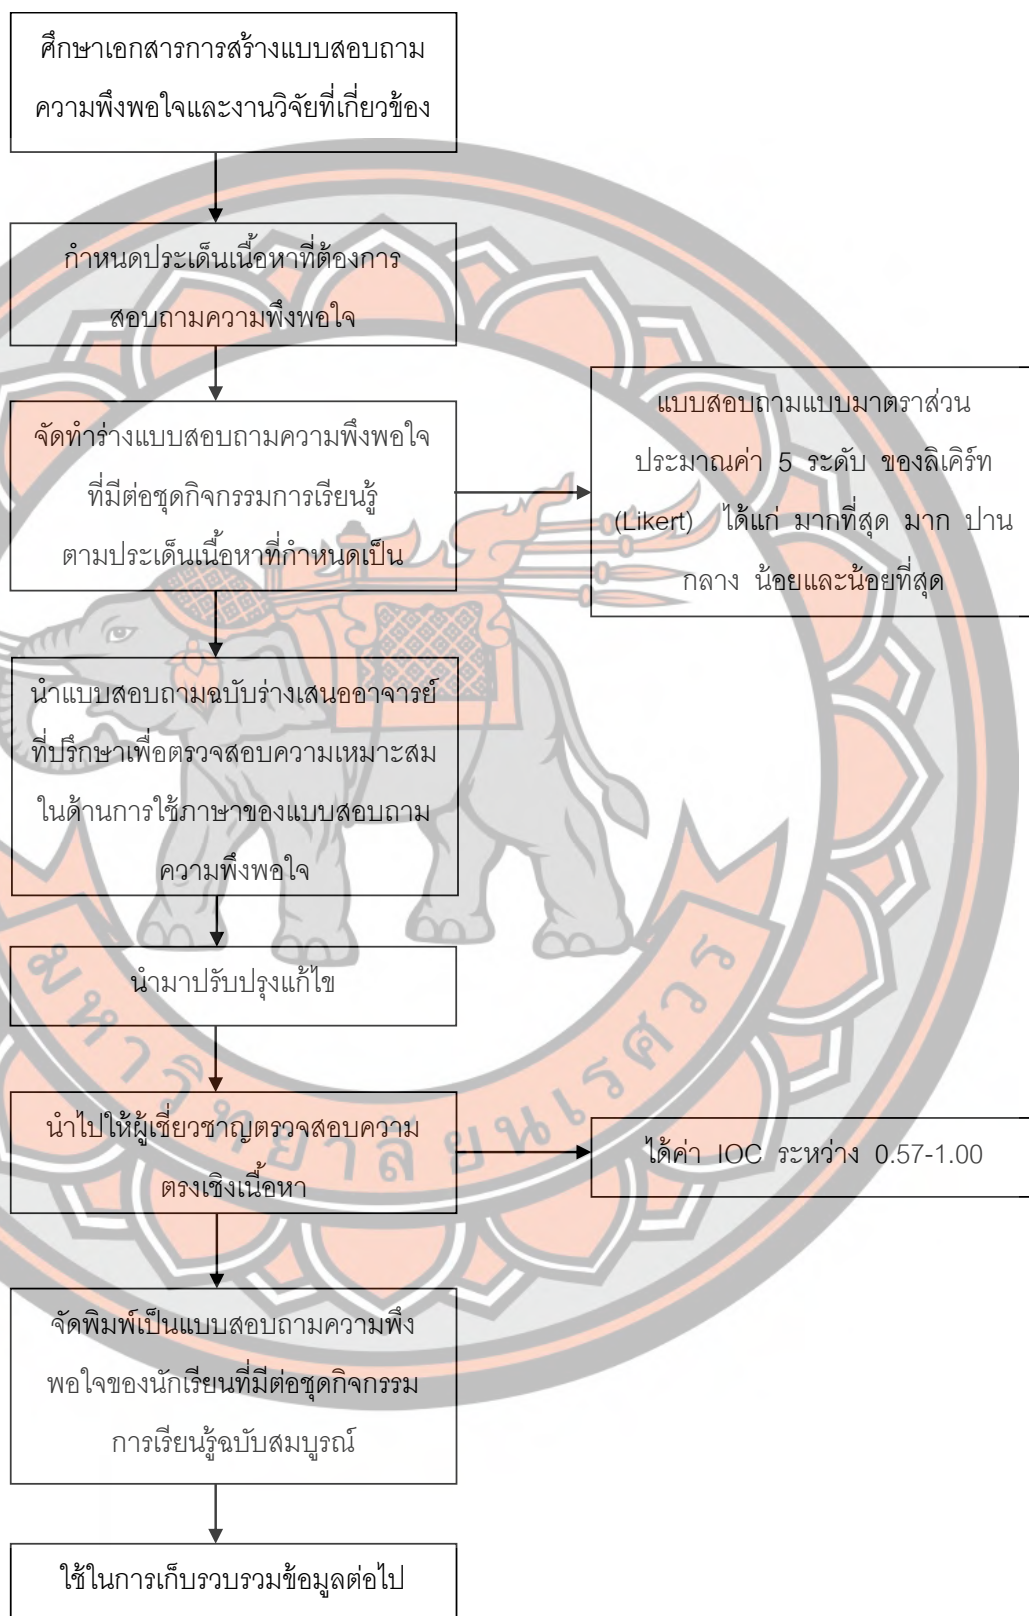 ศึกษาเอกสารการสร้างแบบสอบถาม
ความพึงพอใจและงานวิจัยที่เกี่ยวข้อง
กำหนดประเด็นเนื้อหาที่ต้องการ
สอบถามความพึงพอใจ
จัดทำร่างแบบสอบถามความพึงพอใจ
ที่มีต่อชุดกิจกรรมการเรียนรู้
ตามประเด็นเนื้อหาที่กำหนดเป็น
แบบสอบถามแบบมาตราส่วน
ประมาณค่า 5 ระดับ ของลิเคิร์ท
(Likert) ได้แก่ มากที่สุด มาก ปาน
กลาง น้อยและน้อยที่สุด
นำแบบสอบถามฉบับร่างเสนออาจารย์
ที่ปรึกษาเพื่อตรวจสอบความเหมาะสม
ในด้านการใช้ภาษาของแบบสอบถาม
ความพึงพอใจ
นำมาปรับปรุงแก้ไข
นำไปให้ผู้เชี่ยวชาญตรวจสอบความ
ตรงเชิงเนื้อหา
ได้ค่า IOC ระหว่าง 0.57-1.00
จัดพิมพ์เป็นแบบสอบถามความพึง
พอใจของนักเรียนที่มีต่อชุดกิจกรรม
การเรียนรู้ฉบับสมบูรณ์
ใช้ในการเก็บรวบรวมข้อมูลต่อไป
มหาวิทยาลัยนเรศวร